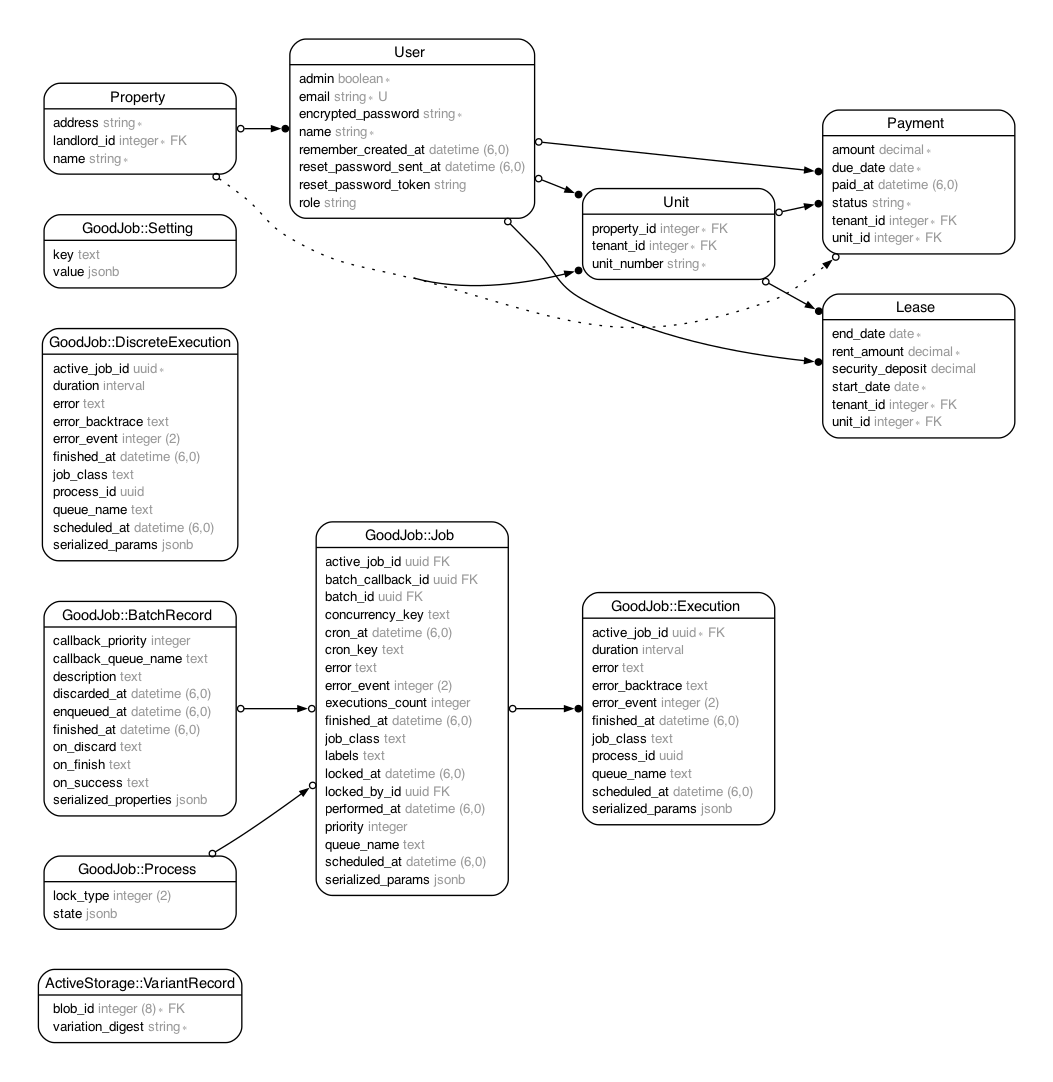 User
admin boolean∗
email string∗ U
encrypted_password string∗
name string∗
remember_created_at datetime (6,0)
reset_password_sent_at datetime (6,0)
reset_password_token string
role string
Property
address string∗
landlord_id integer∗ FK
name string∗
Payment
amount decimal∗
due_date date∗
paid_at datetime (6,0)
status string∗
tenant_id integer∗ FK
unit_id integer∗ FK
Unit
property_id integer∗ FK
tenant_id integer∗ FK
unit_number string∗
GoodJob::Setting
key text
value jsonb
Lease
end_date date∗
rent_amount decimal∗
security_deposit decimal
start_date date∗
tenant_id integer∗ FK
unit_id integer∗ FK
GoodJob::DiscreteExecution
active_job_id uuid∗
duration interval
error text
error_backtrace text
error_event integer (2)
finished_at datetime (6,0)
job_class text
process_id uuid
queue_name text
scheduled_at datetime (6,0)
serialized_params jsonb
GoodJob::Job
active_job_id uuid FK
batch_callback_id uuid FK
batch_id uuid FK
concurrency_key text
cron_at datetime (6,0)
cron_key text
error text
error_event integer (2)
executions_count integer
finished_at datetime (6,0)
job_class text
labels text
locked_at datetime (6,0)
locked_by_id uuid FK
performed_at datetime (6,0)
priority integer
queue_name text
scheduled_at datetime (6,0)
serialized_params jsonb
GoodJob::Execution
active_job_id uuid∗ FK
duration interval
error text
error_backtrace text
error_event integer (2)
finished_at datetime (6,0)
job_class text
process_id uuid
queue_name text
scheduled_at datetime (6,0)
serialized_params jsonb
GoodJob::BatchRecord
callback_priority integer
callback_queue_name text
description text
discarded_at datetime (6,0)
enqueued_at datetime (6,0)
finished_at datetime (6,0)
on_discard text
on_finish text
on_success text
serialized_properties jsonb
GoodJob::Process
lock_type integer (2)
state jsonb
ActiveStorage::VariantRecord
blob_id integer (8)∗ FK
variation_digest string∗